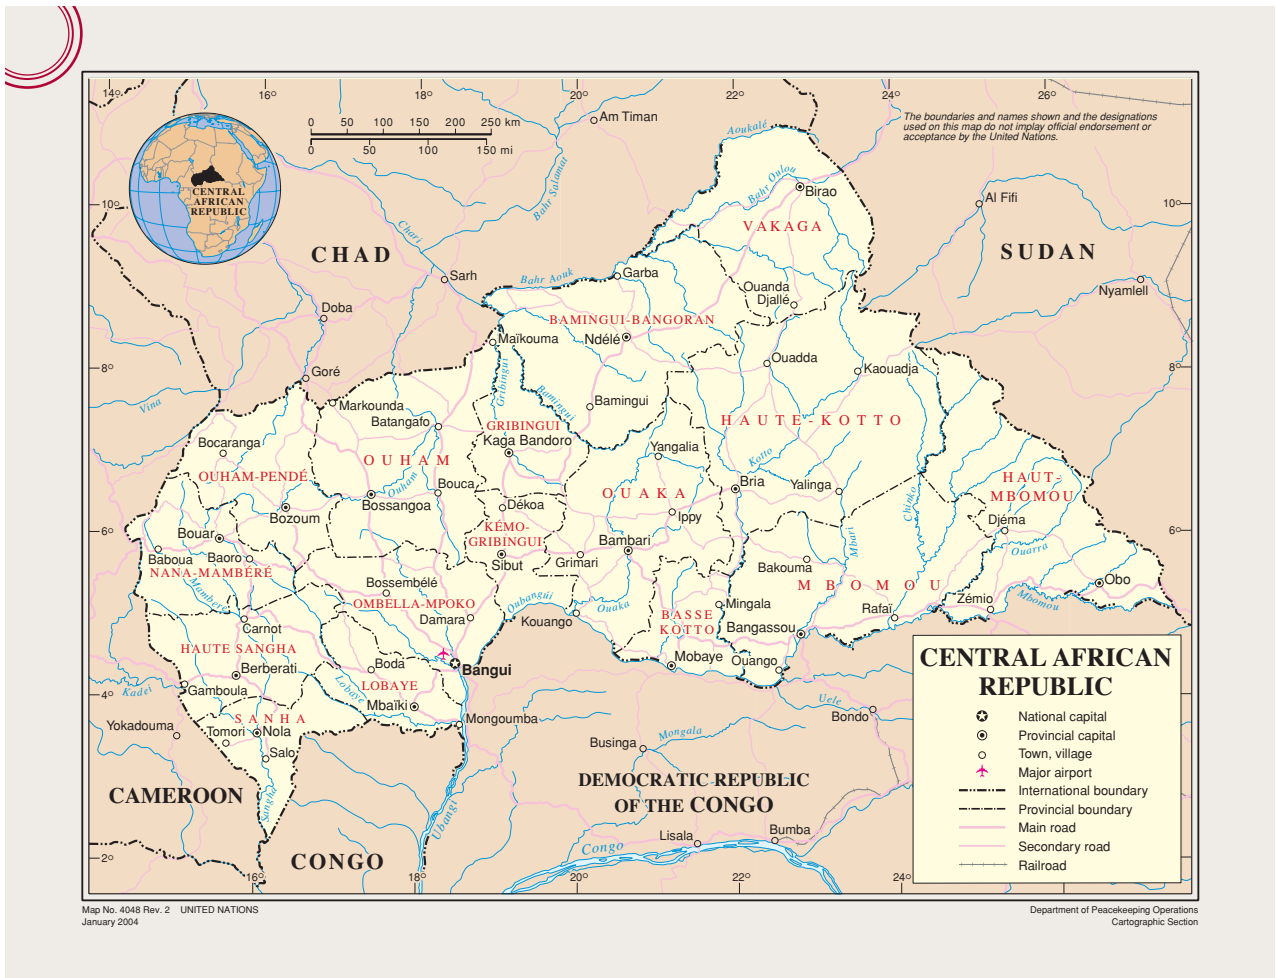 14°
16°
18°
20°
22°
24°
26°
0 50 100 150 200 250 km
0 50 100 150 mi
The boundaries and names shown and the designations
used on this map do not implay official endorsement or
acceptance by the United Nations.
CENTRAL
AFRICAN
REPUBLIC
Am Timan
Aoukalé
Bahr Oulou
Birao
Bahr Salamat
Al Fifi
10°
10°
VAKAGA
Chari
CHAD
SUDAN
Sarh
Bahr Aouk
Garba
Nyamlell
Ouanda
Djallé
Doba
BAMINGUI-BANGORAN
Maïkouma
Ndélé
Ouadda
Kaouadja
8°
8°
Goré
Gribingui
Bamingui
Bamingui
Vina
Markounda
Batangafo
HAUTE-KOTTO
GRIBINGUI
Kaga Bandoro
Bocaranga
Yangalia
OUHAM
Kotto
OUHAM-PENDÉ
Ouham
Bouca
Bria
Yalinga
HAUT-
MBOMOU
OUAKA
Chinko
Bossangoa
Dékoa
Ippy
Bozoum
Djéma
6°
6°
KÉMO-
GRIBINGUI
Bouar
Bambari
Mbari
Ouarra
Baboua
Baoro
Sibut
Grimari
Bakouma
NANA-MAMBÉRÉ
Bossembélé
MBOMOU
Obo
Mambéré
OMBELLA-MPOKO
Oubangui
Ouaka
Mingala
Zémio
Mbomou
Damara
Kouango
BASSE
KOTTO
Bangassou
Rafaï
Carnot
HAUTE SANGHA
Mobaye
Ouango
Berberati
Boda
Bangui
4°
Kadei
Gamboula
Lobaye
LOBAYE
Mbaïki
Mongoumba
Uele
Bondo
Yokadouma
SANHA
Tomori
Nola
Salo
Mongala
Businga
CAMEROON
Sangha
Ubangi
DEMOCRATIC REPUBLIC
OF THE CONGO
Lisala
Bumba
Congo
CONGO
2°
16°
18°
20°
22°
24°
CENTRAL AFRICAN
REPUBLIC
National capital
Provincial capital
Town, village
Major airport
International boundary
Provincial boundary
Main road
Secondary road
Railroad
Map No. 4048 Rev. 2 UNITED NATIONS
January 2004
Department of Peacekeeping Operations
Cartographic Section